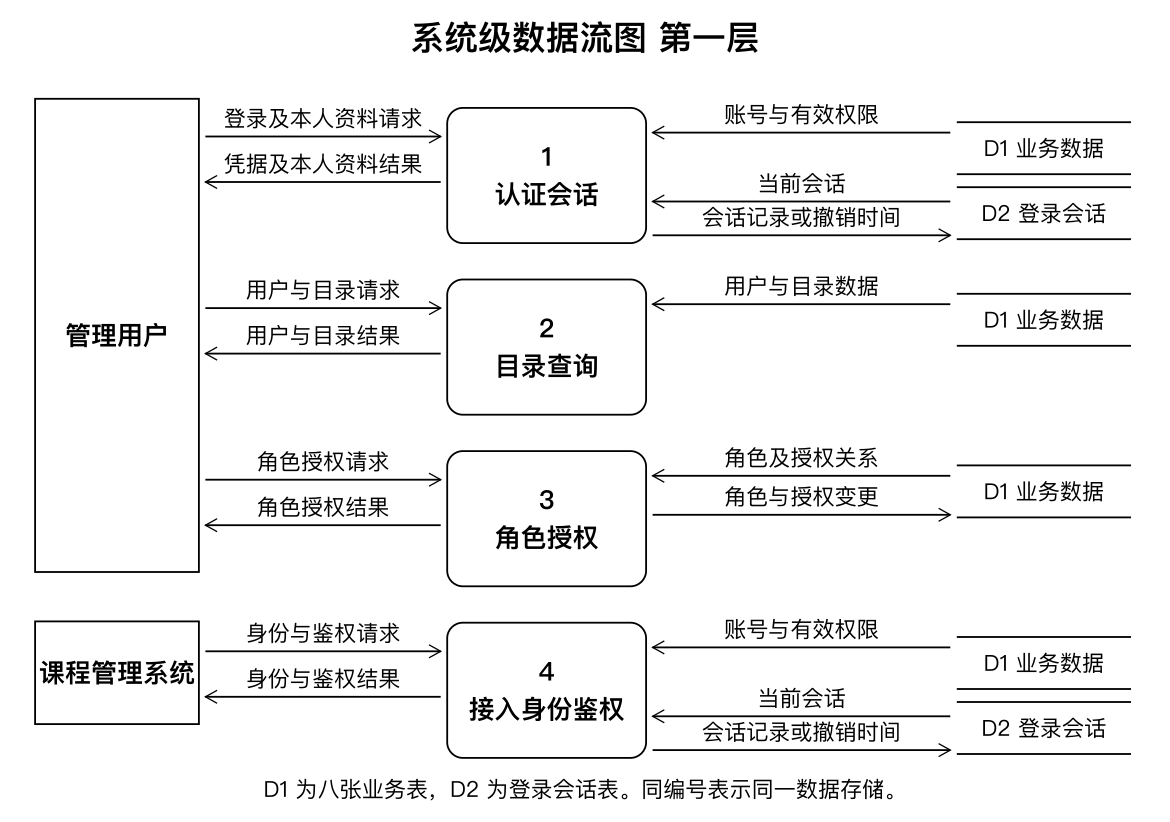 系统级数据流图 第一层
登录及本人资料请求
凭据及本人资料结果
1
认证会话
账号与有效权限
D1 业务数据
当前会话
会话记录或撤销时间
D2 登录会话
管理用户
用户与目录请求
用户与目录结果
2
目录查询
用户与目录数据
D1 业务数据
角色授权请求
角色授权结果
3
角色授权
角色及授权关系
角色与授权变更
D1 业务数据
课程管理系统
身份与鉴权请求
身份与鉴权结果
4
接入身份鉴权
账号与有效权限
D1 业务数据
当前会话
会话记录或撤销时间
D2 登录会话
D1 为八张业务表，D2 为登录会话表。同编号表示同一数据存储。